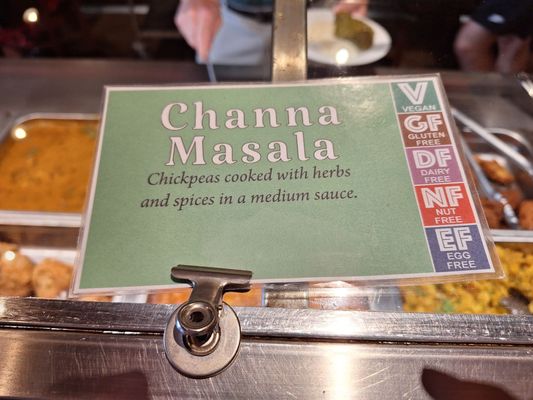 Channa
Masala
Chickpeas cooked with herbs
and spices in a medium sauce.
V
VEGAN
GF
GLUTEN
FREE
DF
DAIRY
FREE
NF
NUT
FREE
EF
EGG
FREE